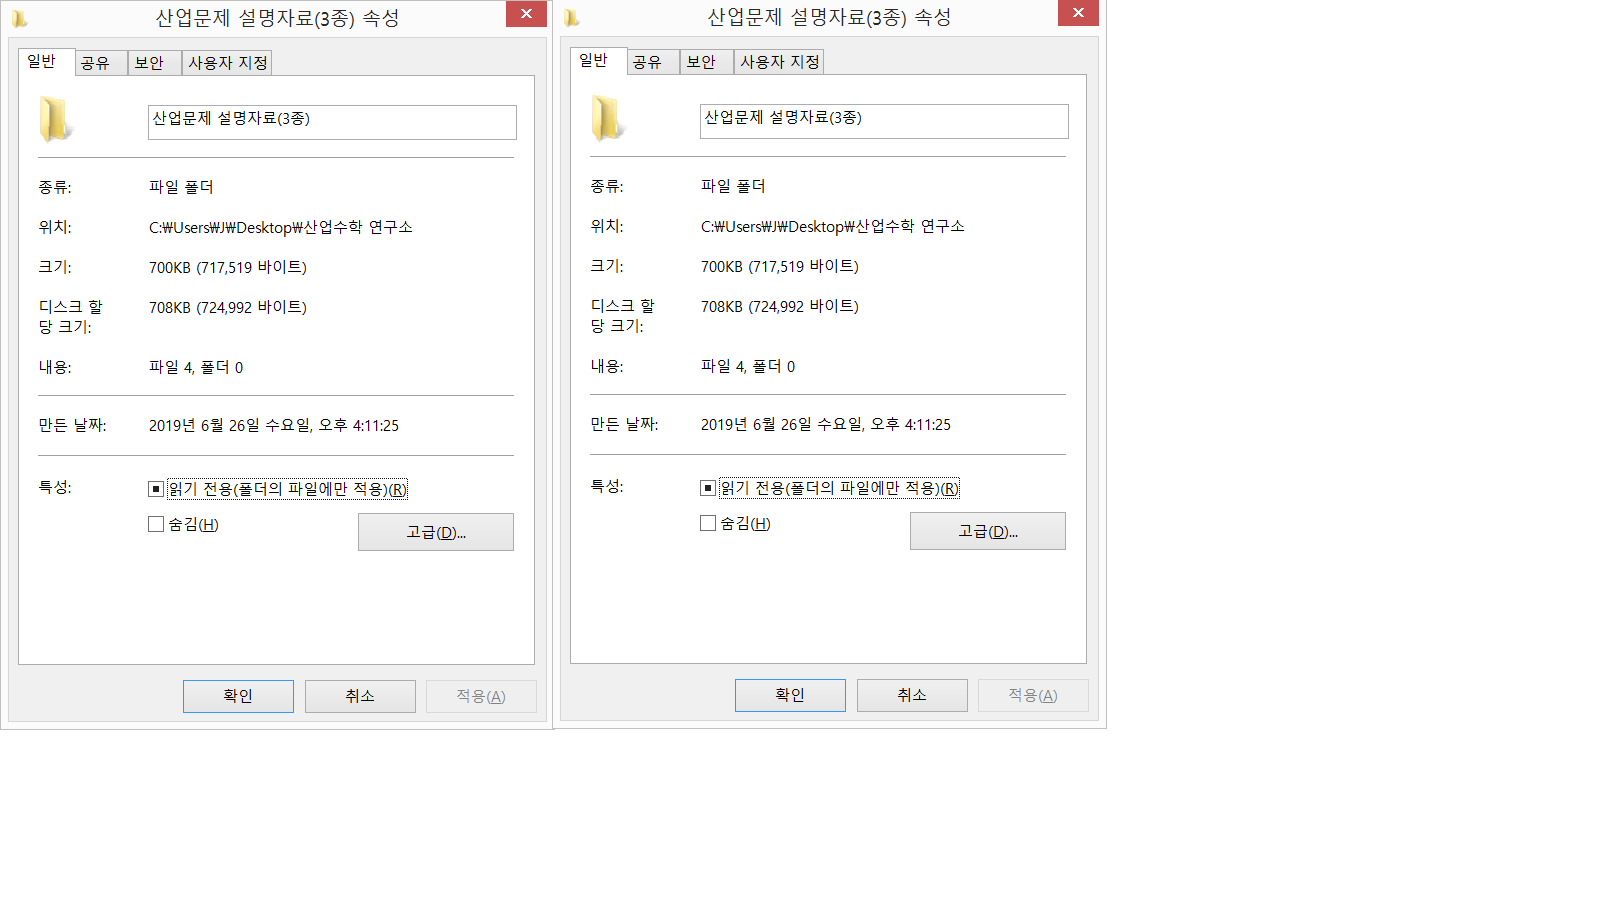 산업문제 설명자료(3종) 속성
일반 공유 보안 사용자 지정
산업문제 설명자료(3종)
종류: 파일 폴더
위치: C:₩Users₩J₩Desktop₩산업수학 연구소
크기: 700KB (717,519 바이트)
디스크 할
당 크기: 708KB (724,992 바이트)
내용: 파일 4, 폴더 0
만든 날짜: 2019년 6월 26일 수요일, 오후 4:11:25
특성: 읽기 전용(폴더의 파일에만 적용)(R)
숨김(H) 고급(D)...
확인 취소 적용(A)
산업문제 설명자료(3종) 속성
일반 공유 보안 사용자 지정
산업문제 설명자료(3종)
종류: 파일 폴더
위치: C:₩Users₩J₩Desktop₩산업수학 연구소
크기: 700KB (717,519 바이트)
디스크 할
당 크기: 708KB (724,992 바이트)
내용: 파일 4, 폴더 0
만든 날짜: 2019년 6월 26일 수요일, 오후 4:11:25
특성: 읽기 전용(폴더의 파일에만 적용)(R)
숨김(H) 고급(D)...
확인 취소 적용(A)